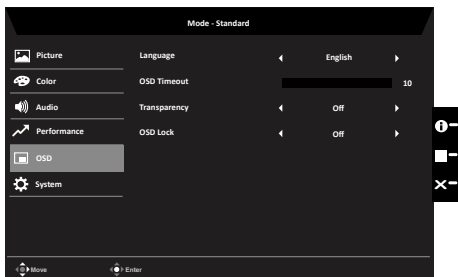 Mode - Standard
Picture
Language
English
Color
OSD Timeout
10
Audio
Transparency
Off
Performance
OSD Lock
Off
OSD
System
Move
Enter